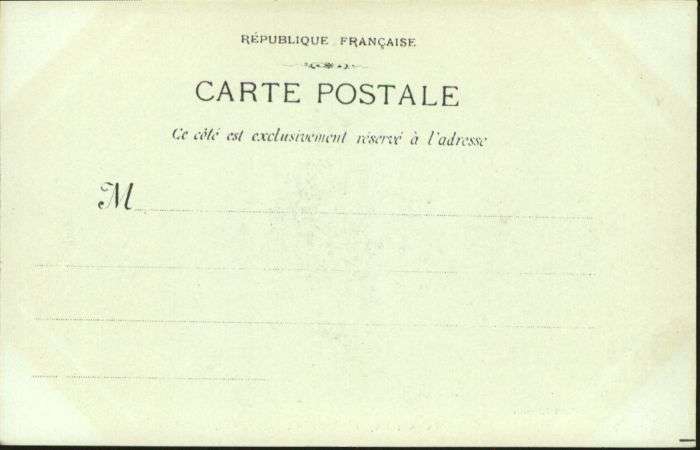 RÉPUBLIQUE FRANÇAISE
CARTE POSTALE
Ce côté est exclusivement réservé à l'adresse
M